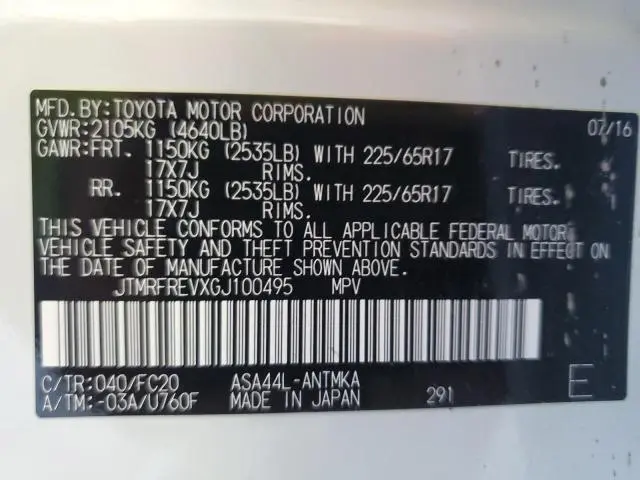 MFD.BY:TOYOTA MOTOR CORPORATION 07/16
GVWR:2105KG (4640LB)
GAWR:FRT. 1150KG (2535LB) WITH 225/65R17 TIRES.
17X7J RIMS.
RR. 1150KG (2535LB) WITH 225/65R17 TIRES.
17X7J RIMS.
THIS VEHICLE CONFORMS TO ALL APPLICABLE FEDERAL MOTOR
VEHICLE SAFETY AND THEFT PREVENTION STANDARDS IN EFFECT ON
THE DATE OF MANUFACTURE SHOWN ABOVE.
JTMRFREVXGJ100495 MPV
C/TR:040/FC20 ASA44L-ANTMKA E
A/TM:-03A/U760F MADE IN JAPAN 291